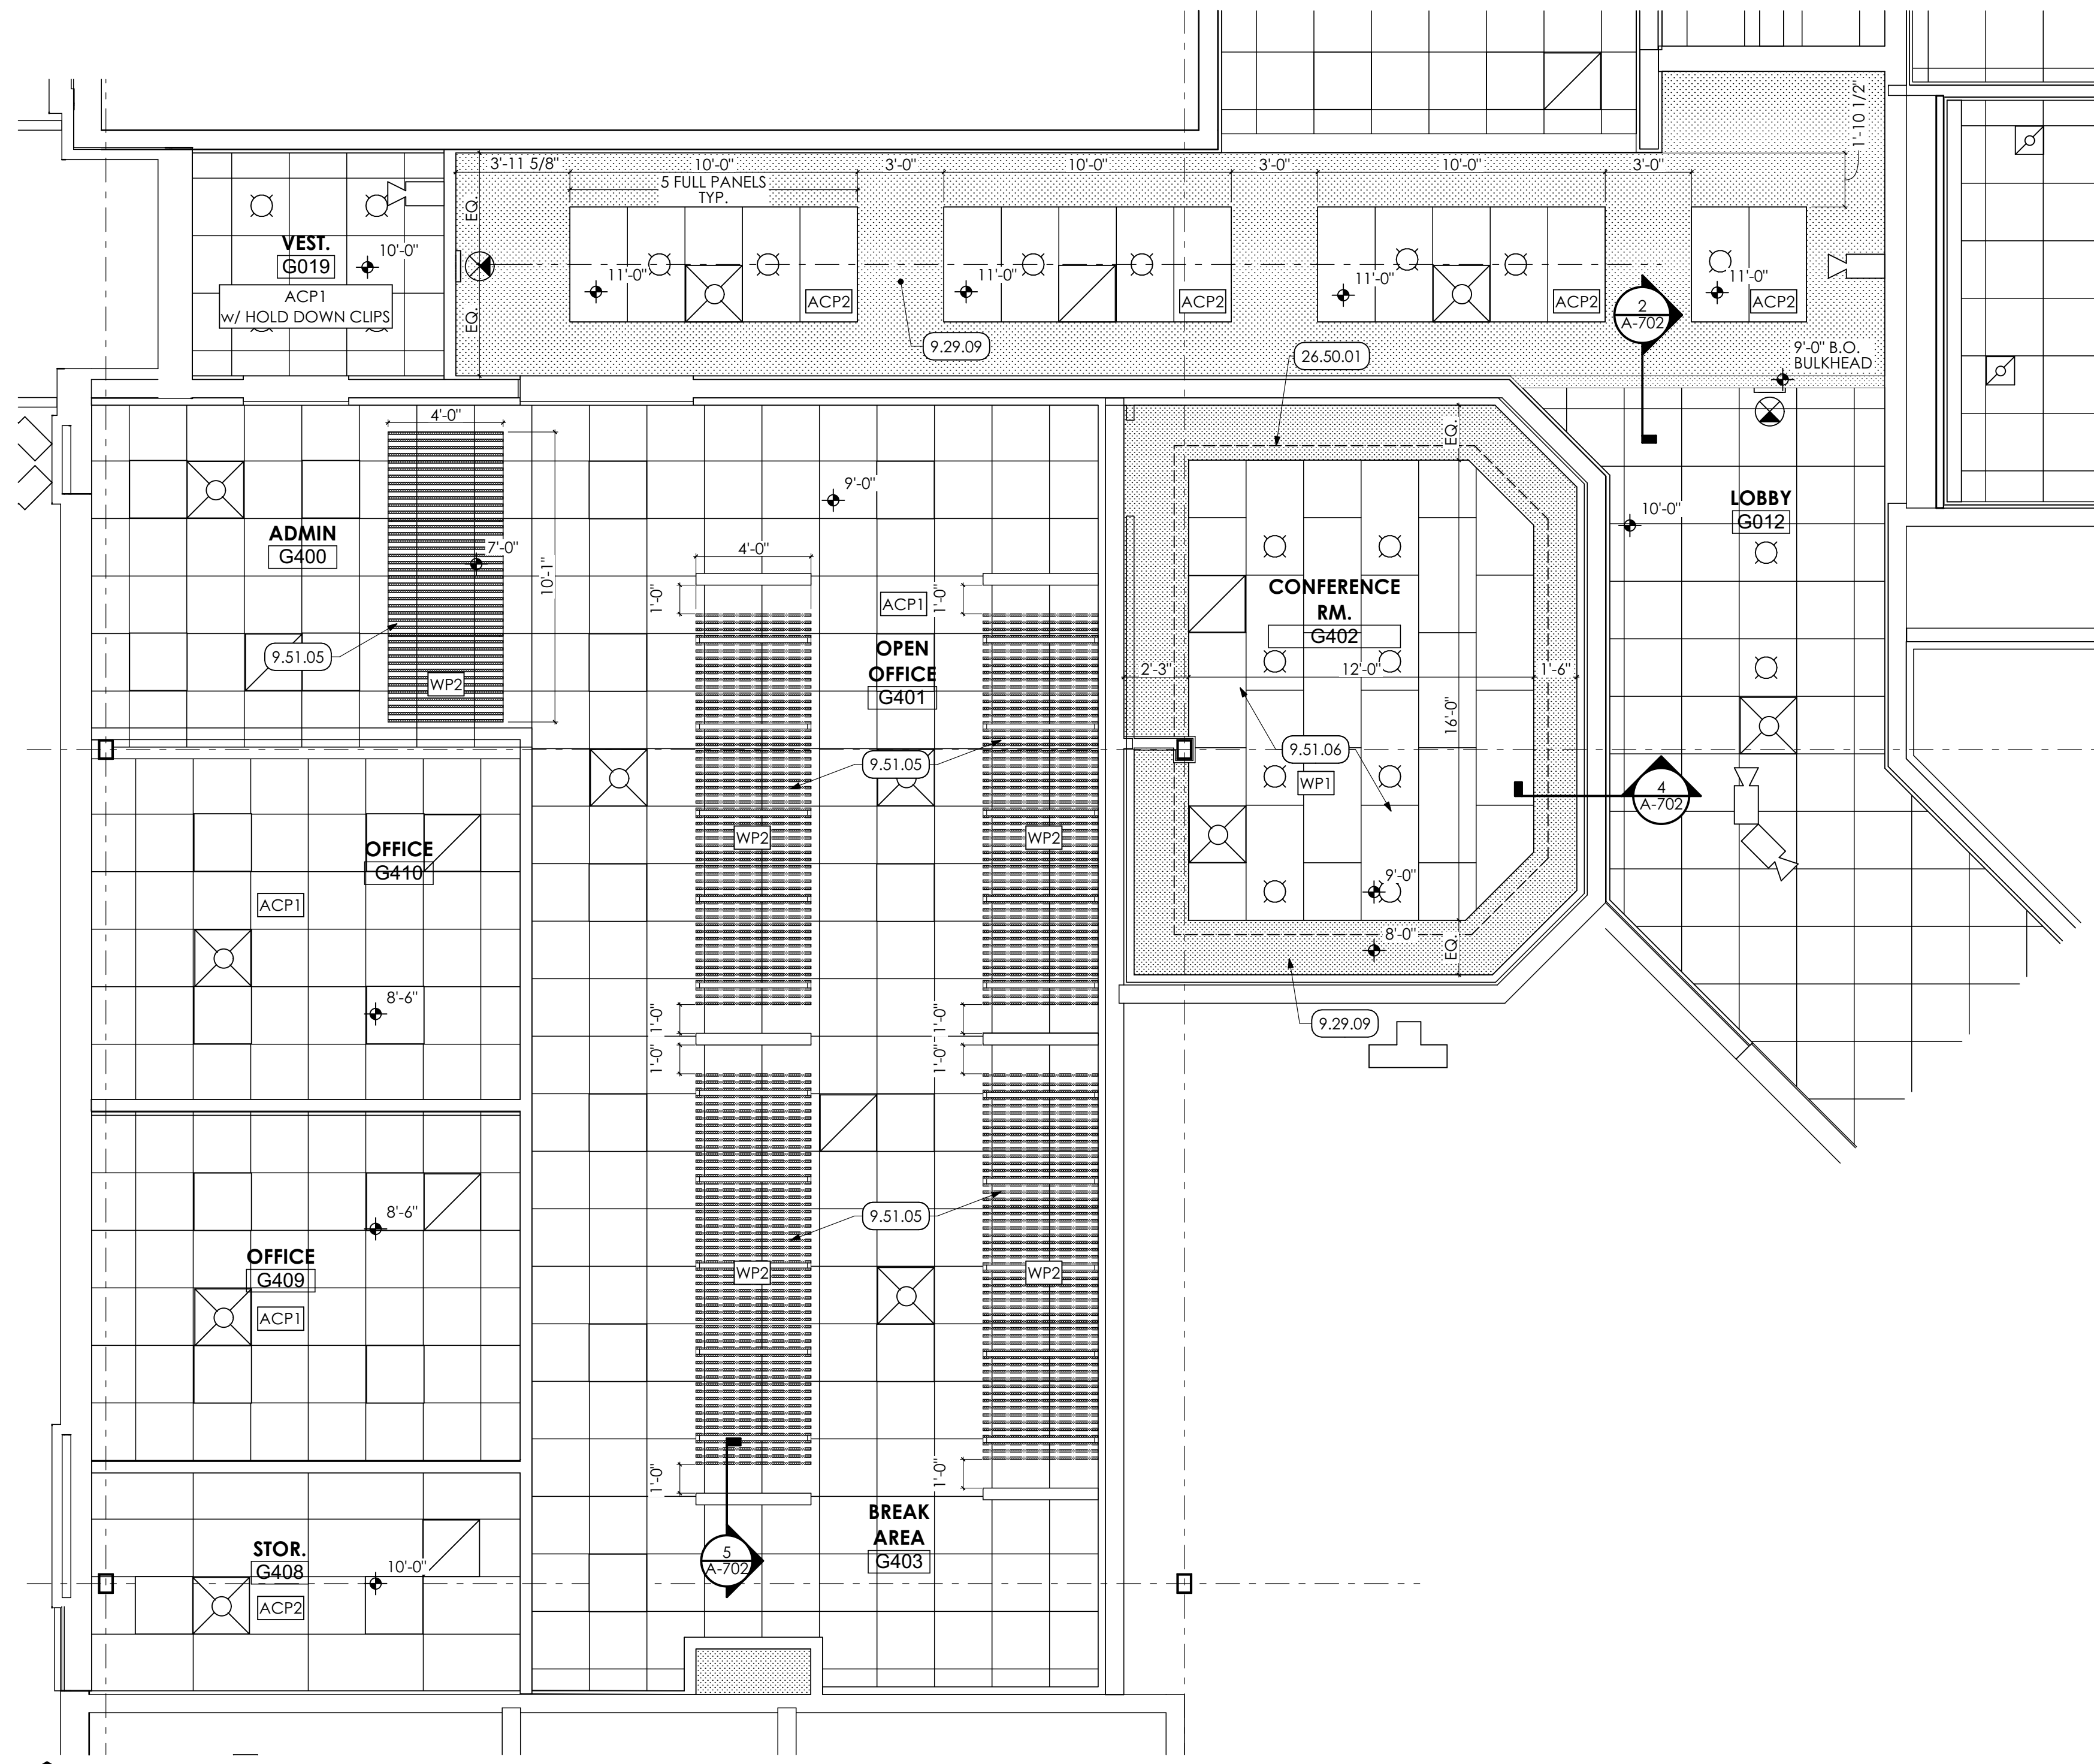 3'-11 5/8"
10'-0"
3'-0"
10'-0"
3'-0"
10'-0"
3'-0"
1'-10 1/2"
5 FULL PANELS
TYP.
EQ.
EQ.
VEST.
G019
10'-0"
ACP1
w/ HOLD DOWN CLIPS
11'-0"
ACP2
11'-0"
ACP2
11'-0"
ACP2
11'-0"
ACP2
9.29.09
26.50.01
2
A-702
9'-0" B.O.
BULKHEAD
4'-0"
ADMIN
G400
7'-0"
10'-1"
9.51.05
WP2
9'-0"
4'-0"
1'-0"
1'-0"
ACP1
OPEN
OFFICE
G401
9.51.05
WP2
WP2
EQ.
CONFERENCE
RM.
G402
2'-3"
12'-0"
1'-6"
16'-0"
9.51.06
WP1
9'-0"
8'-0"
EQ.
9.29.09
10'-0"
LOBBY
G012
4
A-702
OFFICE
G410
ACP1
8'-6"
1'-0"
1'-0"
1'-0"
1'-0"
8'-6"
OFFICE
G409
ACP1
9.51.05
WP2
WP2
1'-0"
1'-0"
BREAK
AREA
G403
5
A-702
STOR.
G408
10'-0"
ACP2